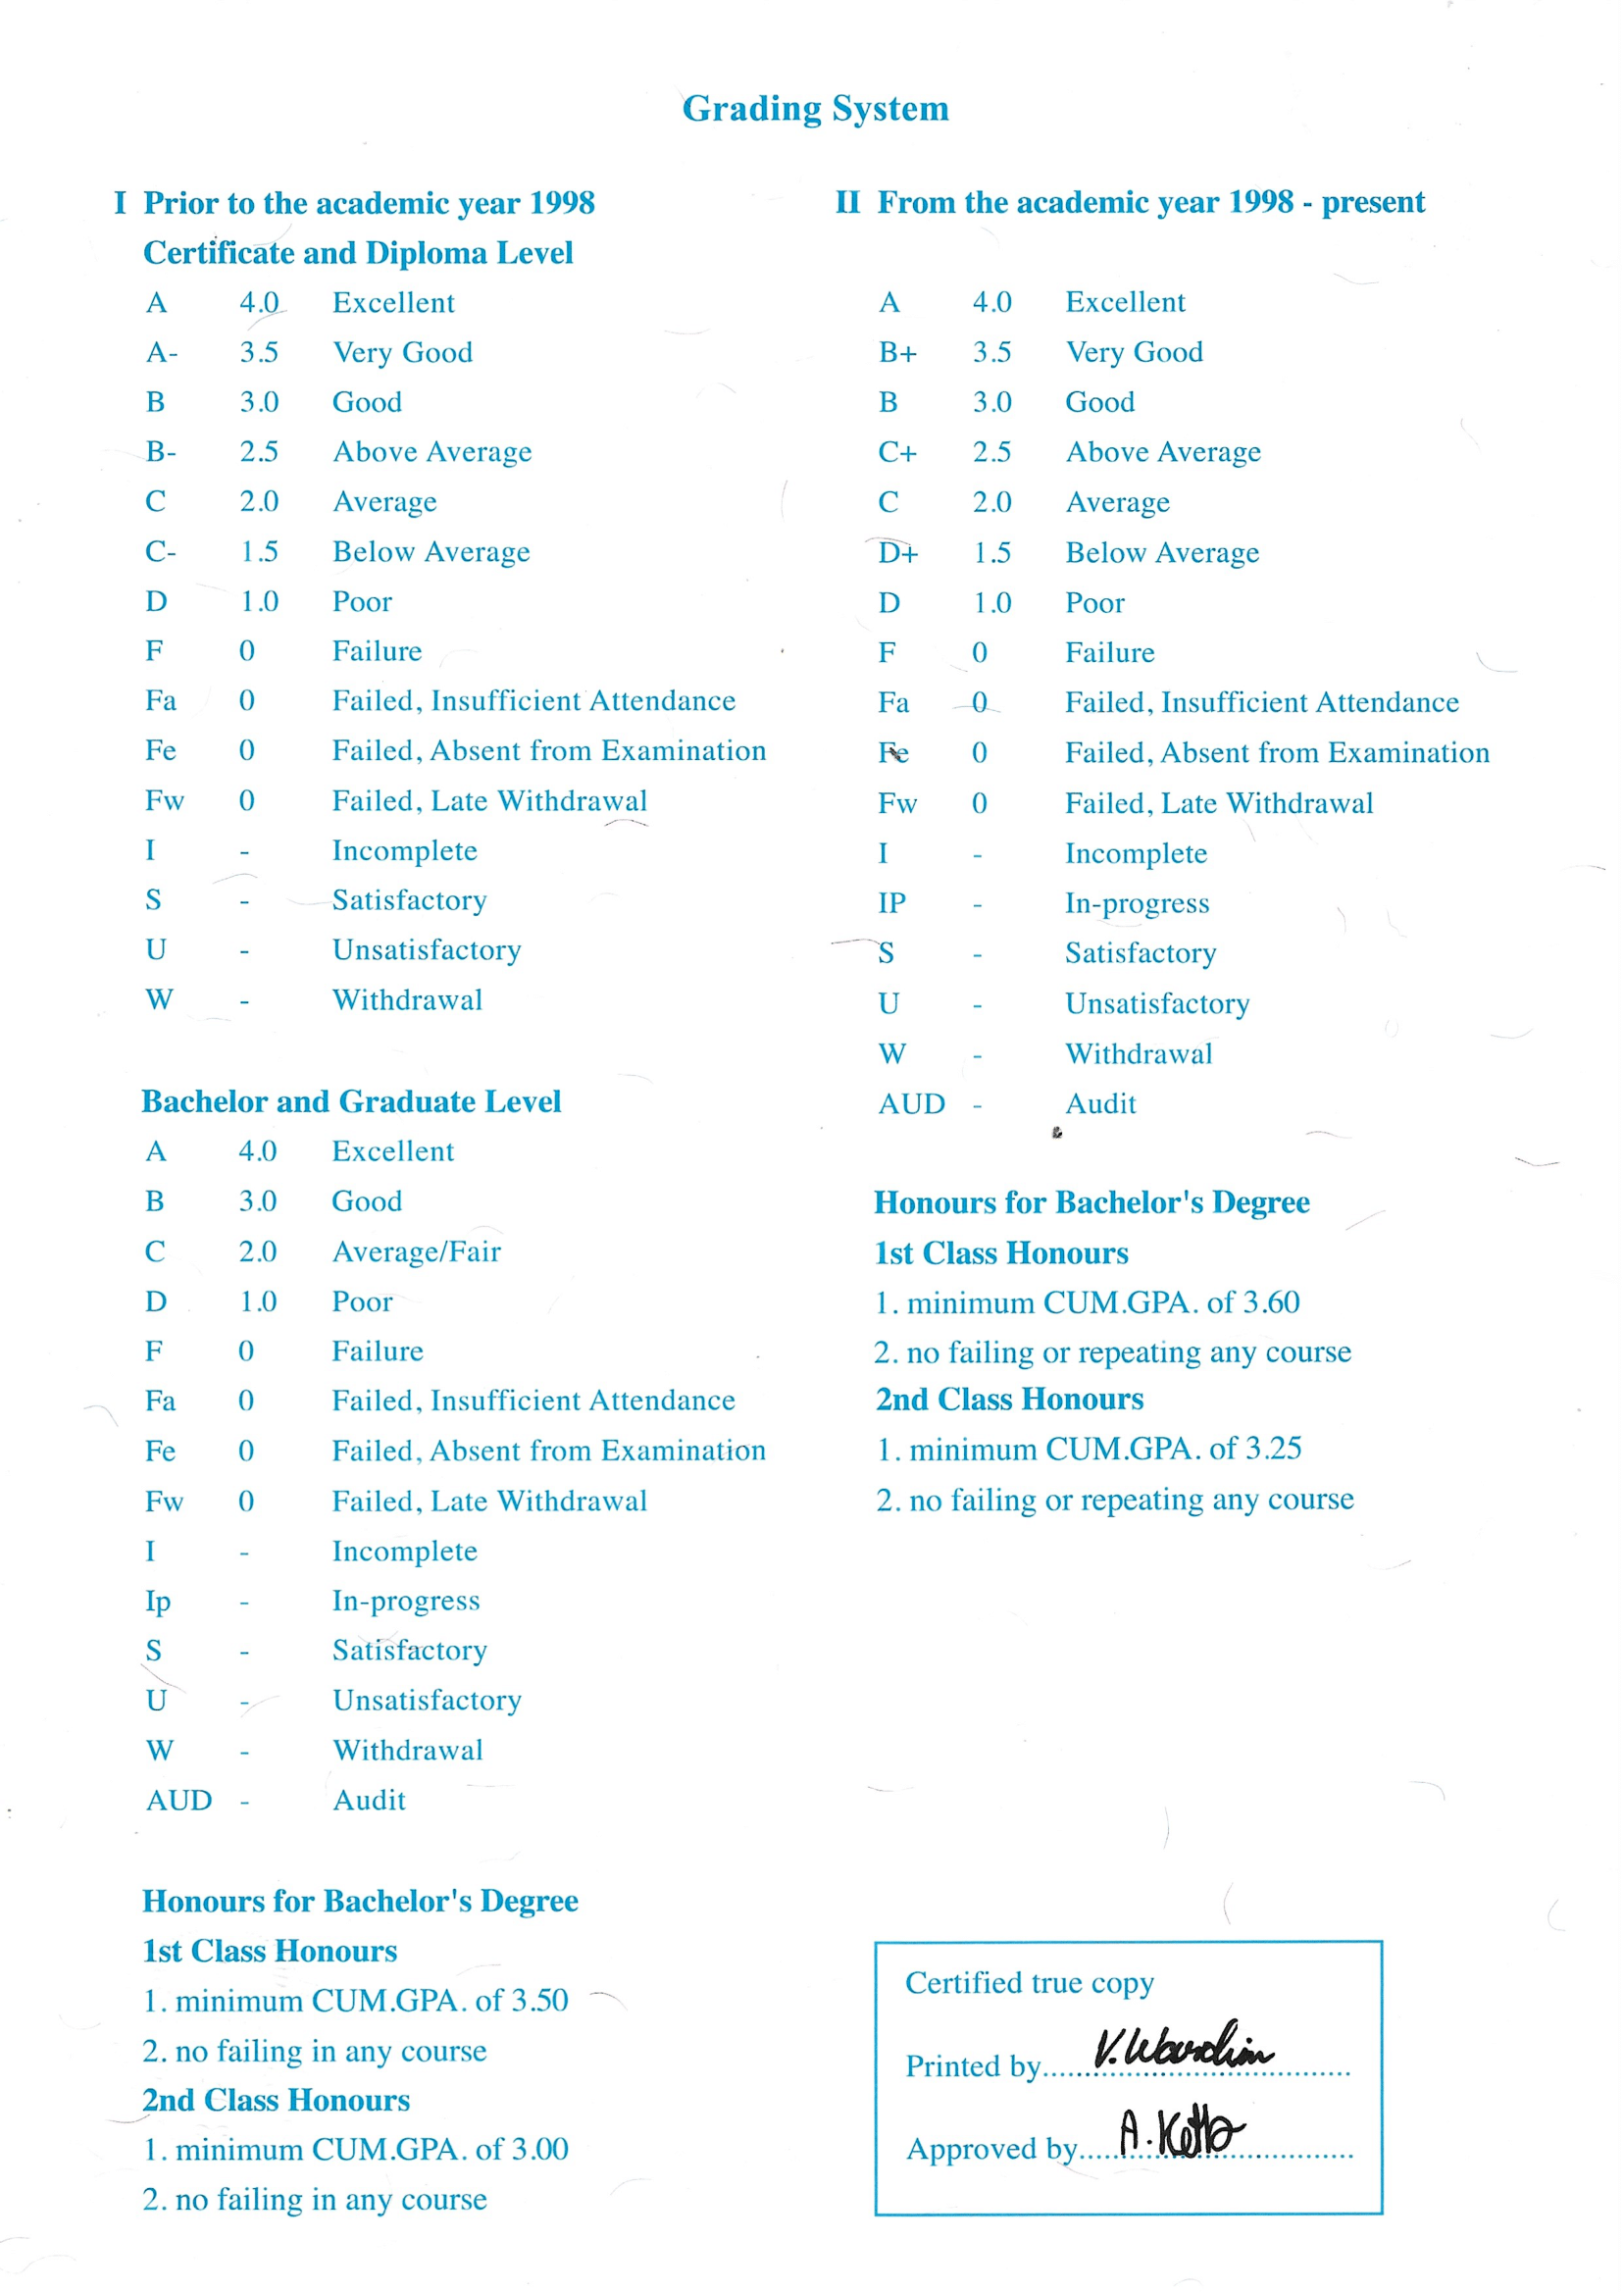 Grading System
I Prior to the academic year 1998
Certificate and Diploma Level
A 4.0 Excellent
A- 3.5 Very Good
B 3.0 Good
B- 2.5 Above Average
C 2.0 Average
C- 1.5 Below Average
D 1.0 Poor
F 0 Failure
Fa 0 Failed, Insufficient Attendance
Fe 0 Failed, Absent from Examination
Fw 0 Failed, Late Withdrawal
I - Incomplete
S - Satisfactory
U - Unsatisfactory
W - Withdrawal
Bachelor and Graduate Level
A 4.0 Excellent
B 3.0 Good
C 2.0 Average/Fair
D 1.0 Poor
F 0 Failure
Fa 0 Failed, Insufficient Attendance
Fe 0 Failed, Absent from Examination
Fw 0 Failed, Late Withdrawal
I - Incomplete
Ip - In-progress
S - Satisfactory
U - Unsatisfactory
W - Withdrawal
AUD - Audit
Honours for Bachelor's Degree
1st Class Honours
1. minimum CUM.GPA. of 3.50
2. no failing in any course
2nd Class Honours
1. minimum CUM.GPA. of 3.00
2. no failing in any course
II From the academic year 1998 - present
A 4.0 Excellent
B+ 3.5 Very Good
B 3.0 Good
C+ 2.5 Above Average
C 2.0 Average
D+ 1.5 Below Average
D 1.0 Poor
F 0 Failure
Fa 0 Failed, Insufficient Attendance
Fe 0 Failed, Absent from Examination
Fw 0 Failed, Late Withdrawal
I - Incomplete
IP - In-progress
S - Satisfactory
U - Unsatisfactory
W - Withdrawal
AUD - Audit
Honours for Bachelor's Degree
1st Class Honours
1. minimum CUM.GPA. of 3.60
2. no failing or repeating any course
2nd Class Honours
1. minimum CUM.GPA. of 3.25
2. no failing or repeating any course
Certified true copy
Printed by V.
Approved by A.